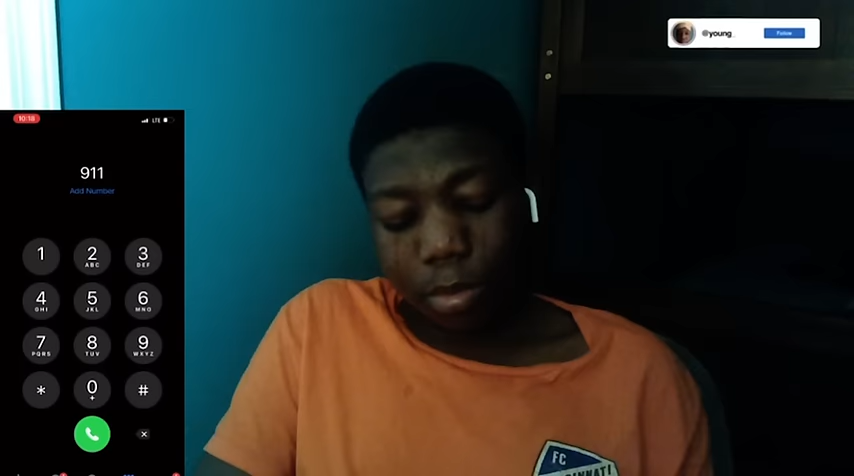 @young_
Follow
10:18
LTE
911
Add Number
1
2
ABC
3
DEF
4
GHI
5
JKL
6
MNO
7
PQRS
8
TUV
9
WXYZ
*
0
+
#
FC